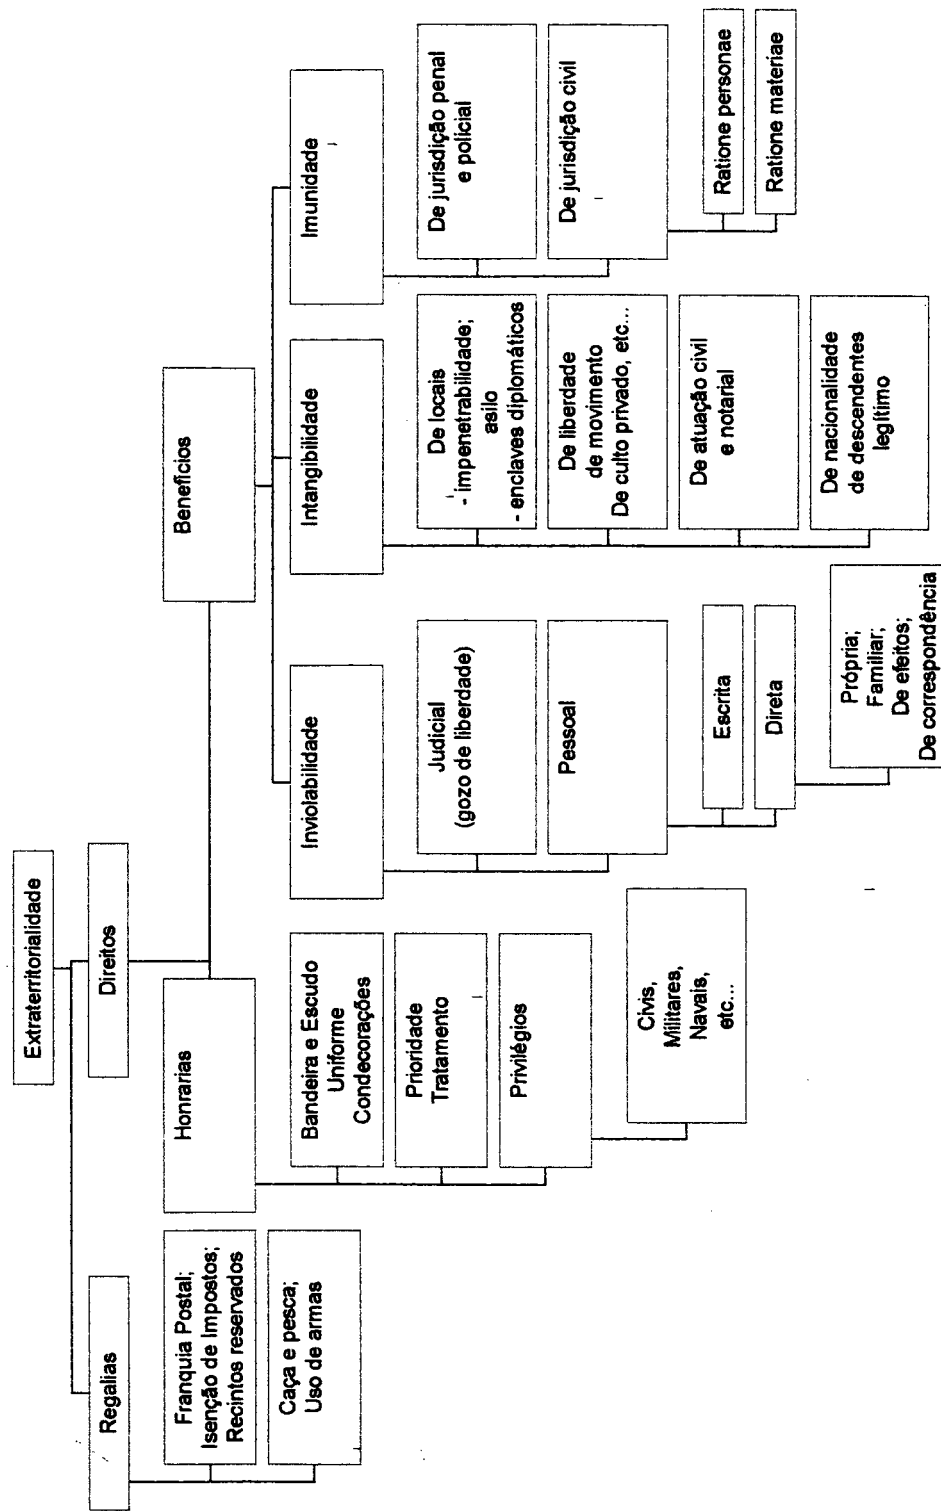 Extraterritorialidade
Regalias
Franquia Postal;
Isenção de Impostos;
Recintos reservados
Caça e pesca;
Uso de armas
Direitos
Honrarias
Bandeira e Escudo
Uniforme
Condecorações
Prioridade
Tratamento
Privilégios
Civis,
Militares,
Navais,
etc...
Benefícios
Inviolabilidade
Judicial
(gozo de liberdade)
Pessoal
Escrita
Direta
Própria;
Familiar;
De efeitos;
De correspondência
Intangibilidade
De locais
- impenetrabilidade;
asilo
- enclaves diplomáticos
De liberdade
de movimento
De culto privado, etc...
De atuação civil
e notarial
De nacionalidade
de descendentes
legítimo
Imunidade
De jurisdição penal
e policial
De jurisdição civil
Ratione personae
Ratione materiae